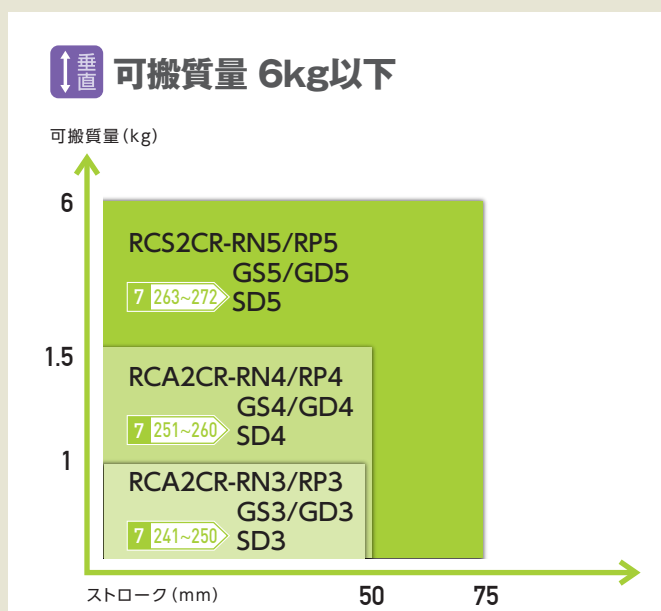 垂直 可搬質量 6kg以下
可搬質量(kg)
6
RCS2CR-RN5/RP5
GS5/GD5
7 263~272 SD5
1.5
RCA2CR-RN4/RP4
GS4/GD4
7 251~260 SD4
1
RCA2CR-RN3/RP3
GS3/GD3
7 241~250 SD3
ストローク(mm) 50 75